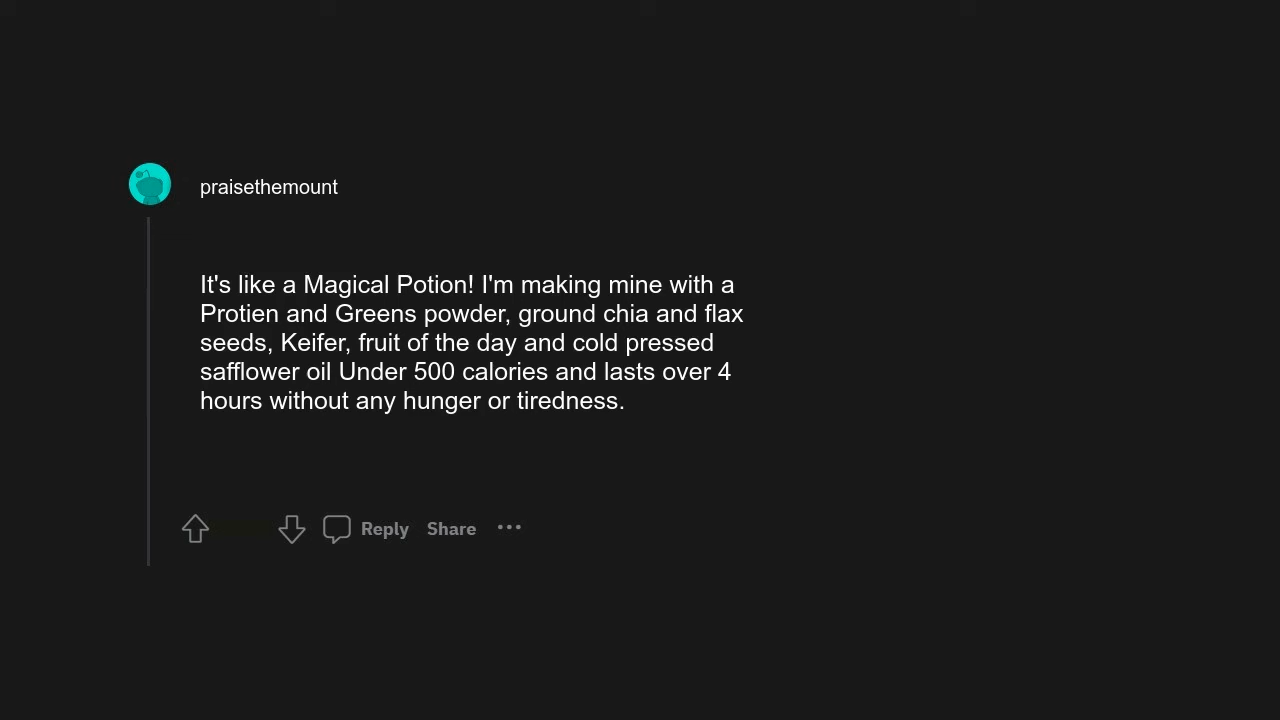 praisethemount
It's like a Magical Potion! I'm making mine with a
Protien and Greens powder, ground chia and flax
seeds, Keifer, fruit of the day and cold pressed
safflower oil Under 500 calories and lasts over 4
hours without any hunger or tiredness.
Reply Share